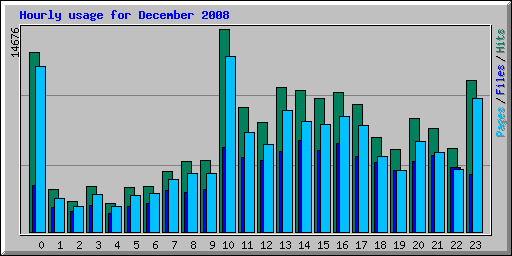 Hourly usage for December 2008
14676
Pages/Files/Hits
0 1 2 3 4 5 6 7 8 9 10 11 12 13 14 15 16 17 18 19 20 21 22 23